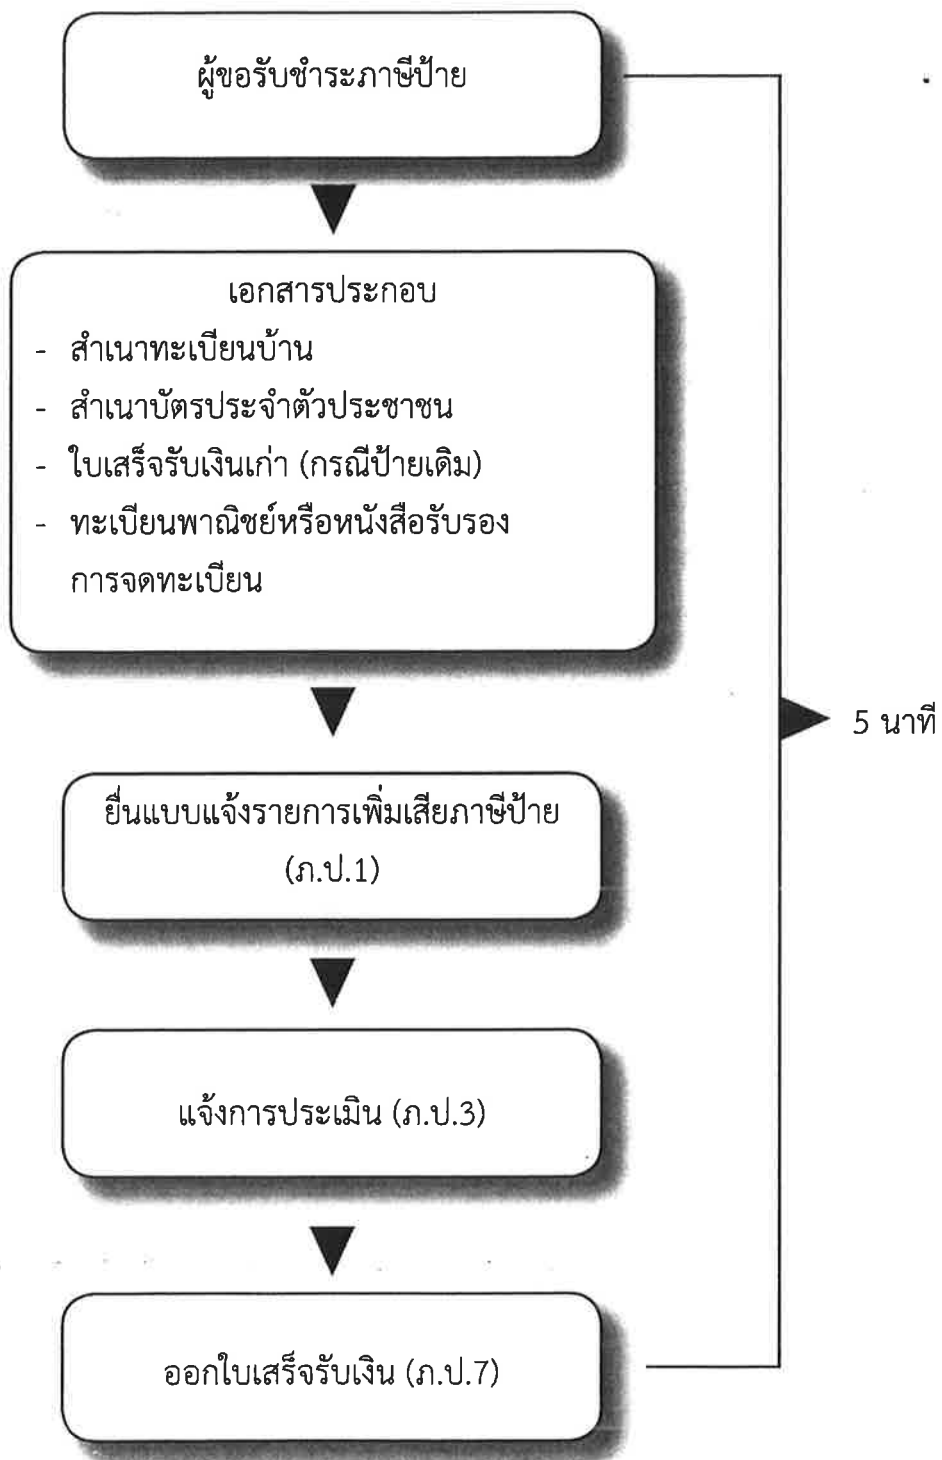 ผู้ขอรับชำระภาษีป้าย
เอกสารประกอบ
- สำเนาทะเบียนบ้าน
- สำเนาบัตรประจำตัวประชาชน
- ใบเสร็จรับเงินเก่า (กรณีป้ายเดิม)
- ทะเบียนพาณิชย์หรือหนังสือรับรอง
การจดทะเบียน
5 นาที
ยื่นแบบแจ้งรายการเพิ่มเสียภาษีป้าย
(ภ.ป.1)
แจ้งการประเมิน (ภ.ป.3)
ออกใบเสร็จรับเงิน (ภ.ป.7)